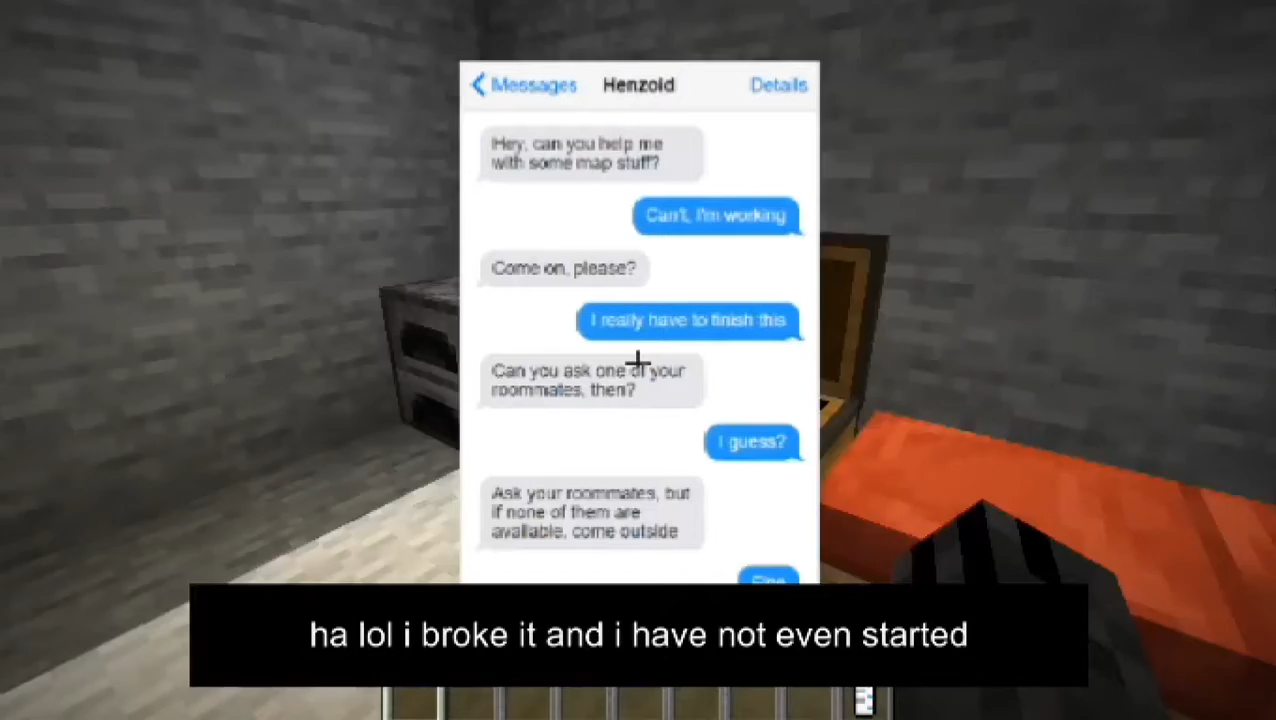 Messages Henzoid Details
Hey, can you help me
with some map stuff?
Can't, I'm working
Come on, please?
I really have to finish this
Can you ask one of your
roommates, then?
I guess?
Ask your roommates, but
if none of them are
available, come outside
Fine
ha lol i broke it and i have not even started